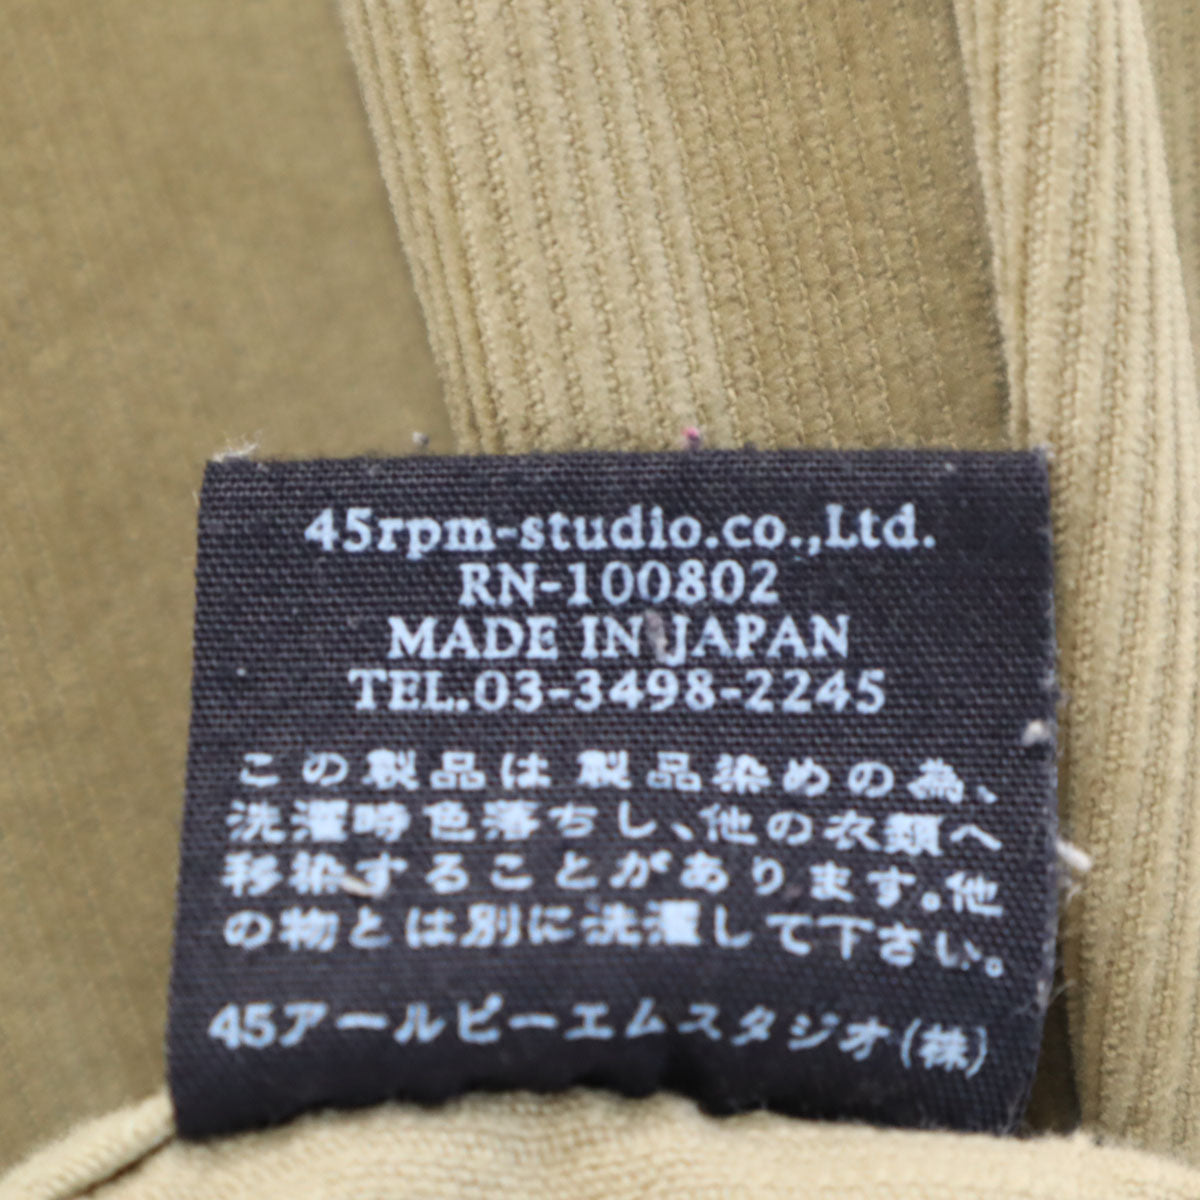 45rpm-studio.co.,Ltd.
RN-100802
MADE IN JAPAN
TEL.03-3498-2245
この製品は製品染めの為、
洗濯時色落ちし、他の衣類へ
移染することがあります。他
の物とは別に洗濯して下さい。
45アールピーエムスタジオ(株)